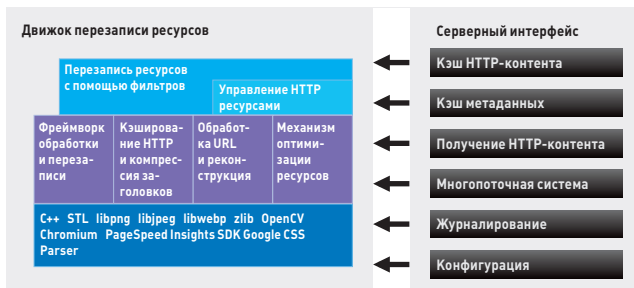 Движок перезаписи ресурсов
Перезапись ресурсов
с помощью фильтров
Управление HTTP
ресурсами
Фреймворк
обработки
и переза-
писи
Кэширова-
ние HTTP
и компрес-
сия за-
головков
Обработ-
ка URL
и рекон-
струкция
Механизм
оптими-
зации
ресурсов
C++ STL libpng libjpeg libwebp zlib OpenCV
Chromium PageSpeed Insights SDK Google CSS
Parser
Серверный интерфейс
Кэш HTTP-контента
Кэш метаданных
Получение HTTP-контента
Многопоточная система
Журналирование
Конфигурация